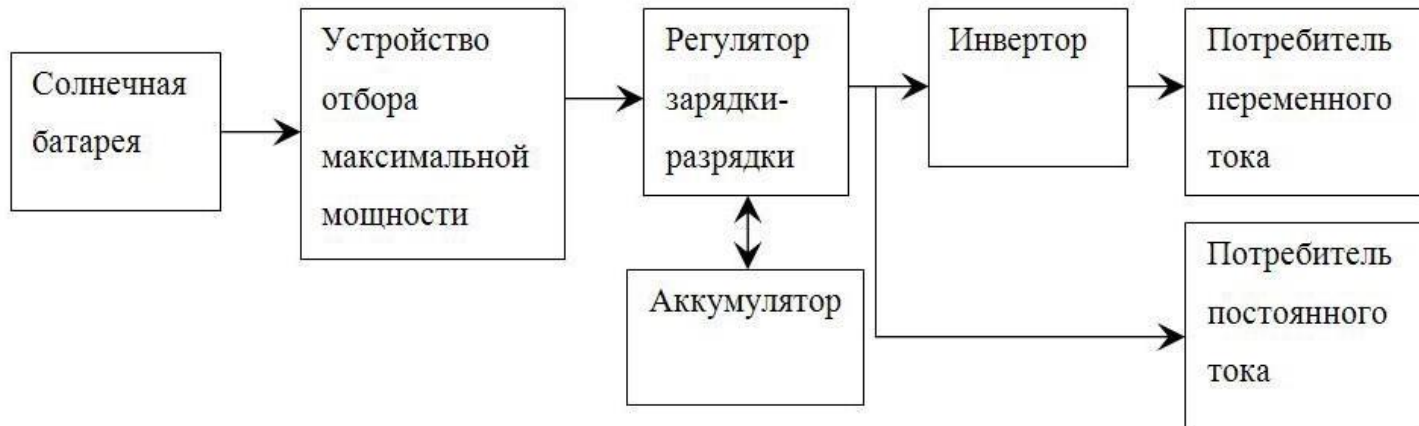 Солнечная
батарея
Устройство
отбора
максимальной
мощности
Регулятор
зарядки-
разрядки
Аккумулятор
Инвертор
Потребитель
переменного
тока
Потребитель
постоянного
тока